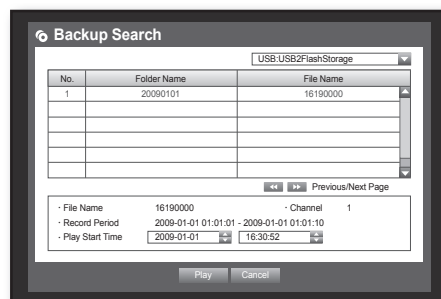 Backup Search
USB:USB2FlashStorage
No. Folder Name File Name
1 20090101 16190000
Previous/Next Page
· File Name 16190000 · Channel 1
· Record Period 2009-01-01 01:01:01 - 2009-01-01 01:01:10
· Play Start Time 2009-01-01 16:30:52
Play Cancel